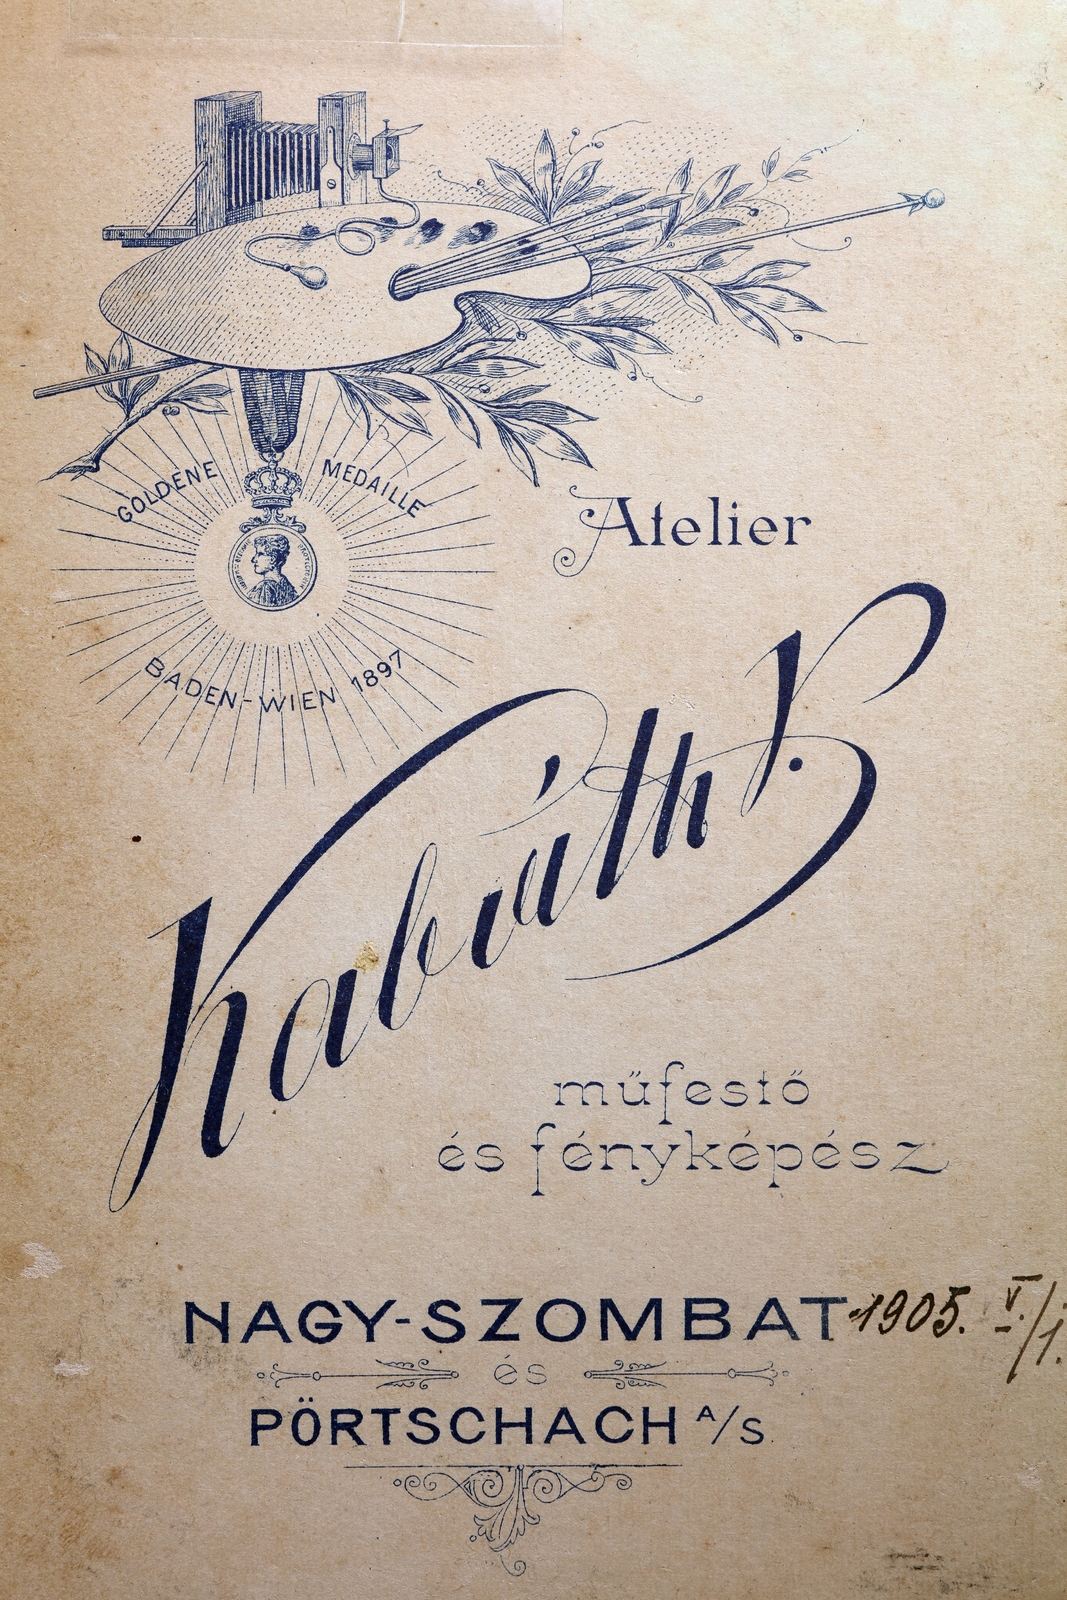 GOLDENE MEDAILLE
BADEN-WIEN 1897
Atelier
Kabáth J.
műfestő
és fényképész
NAGY-SZOMBAT 1905. V./1.
és
PÖRTSCHACH A/S.